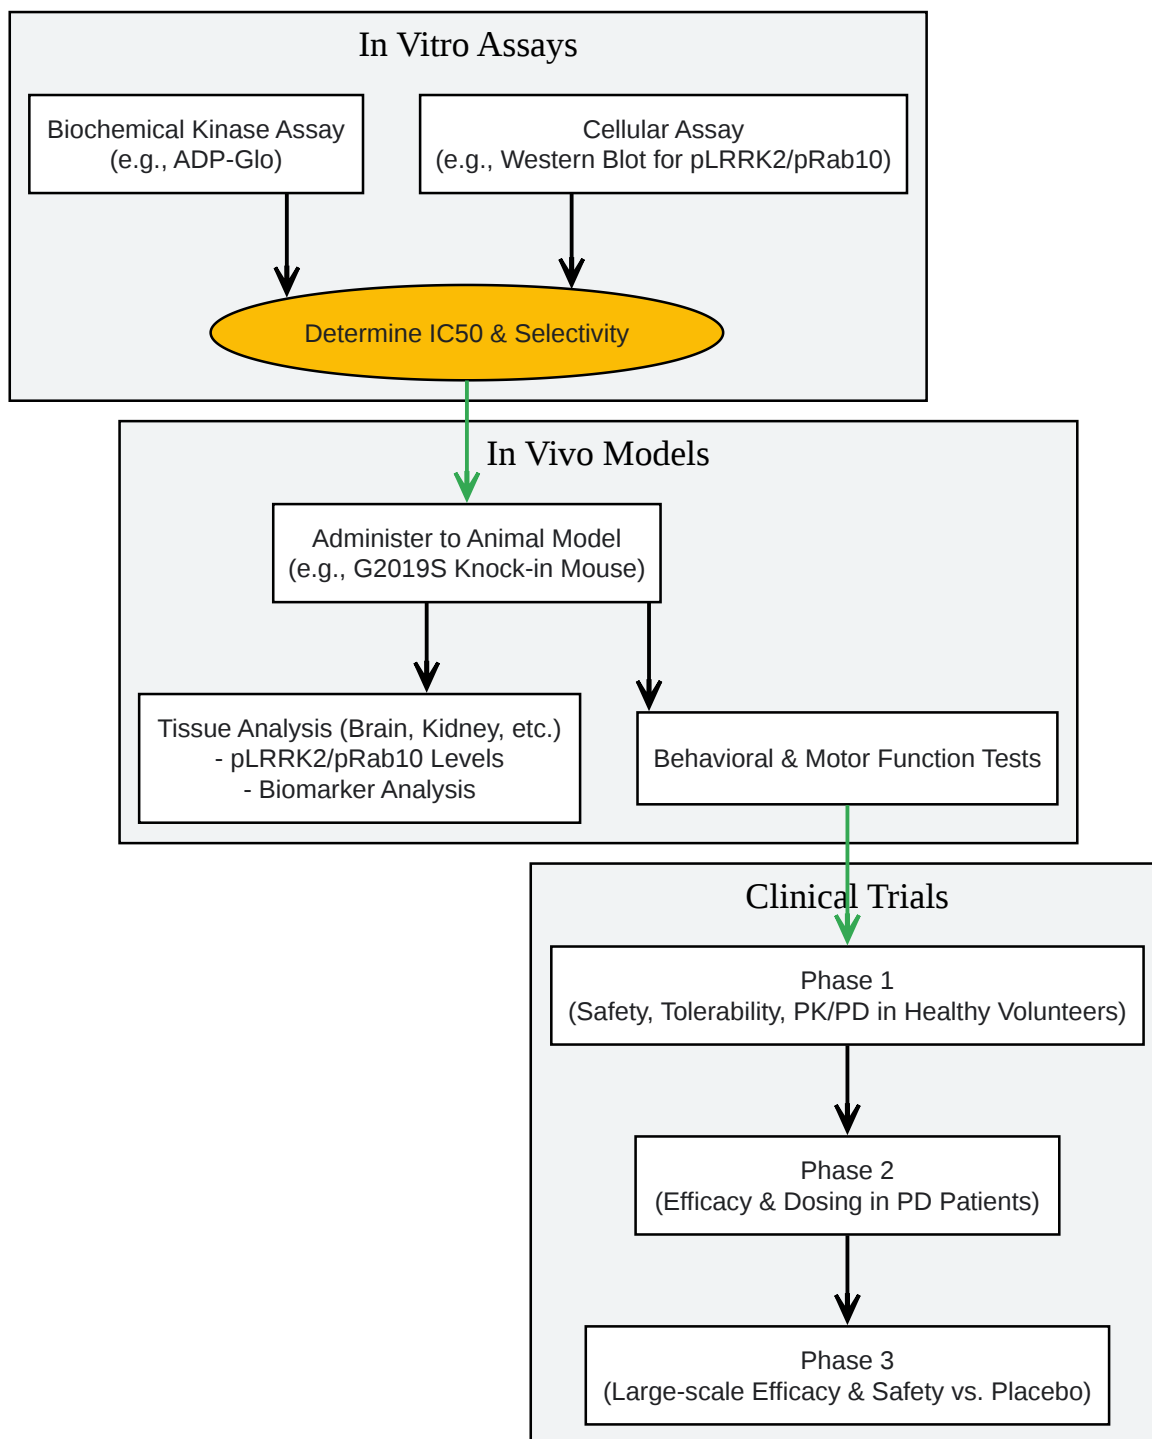 In Vitro Assays
Biochemical Kinase Assay
(e.g., ADP-Glo)
Cellular Assay
(e.g., Western Blot for pLRRK2/pRab10)
Determine IC50 & Selectivity
In Vivo Models
Administer to Animal Model
(e.g., G2019S Knock-in Mouse)
Tissue Analysis (Brain, Kidney, etc.)
- pLRRK2/pRab10 Levels
- Biomarker Analysis
Behavioral & Motor Function Tests
Clinical Trials
Phase 1
(Safety, Tolerability, PK/PD in Healthy Volunteers)
Phase 2
(Efficacy & Dosing in PD Patients)
Phase 3
(Large-scale Efficacy & Safety vs. Placebo)